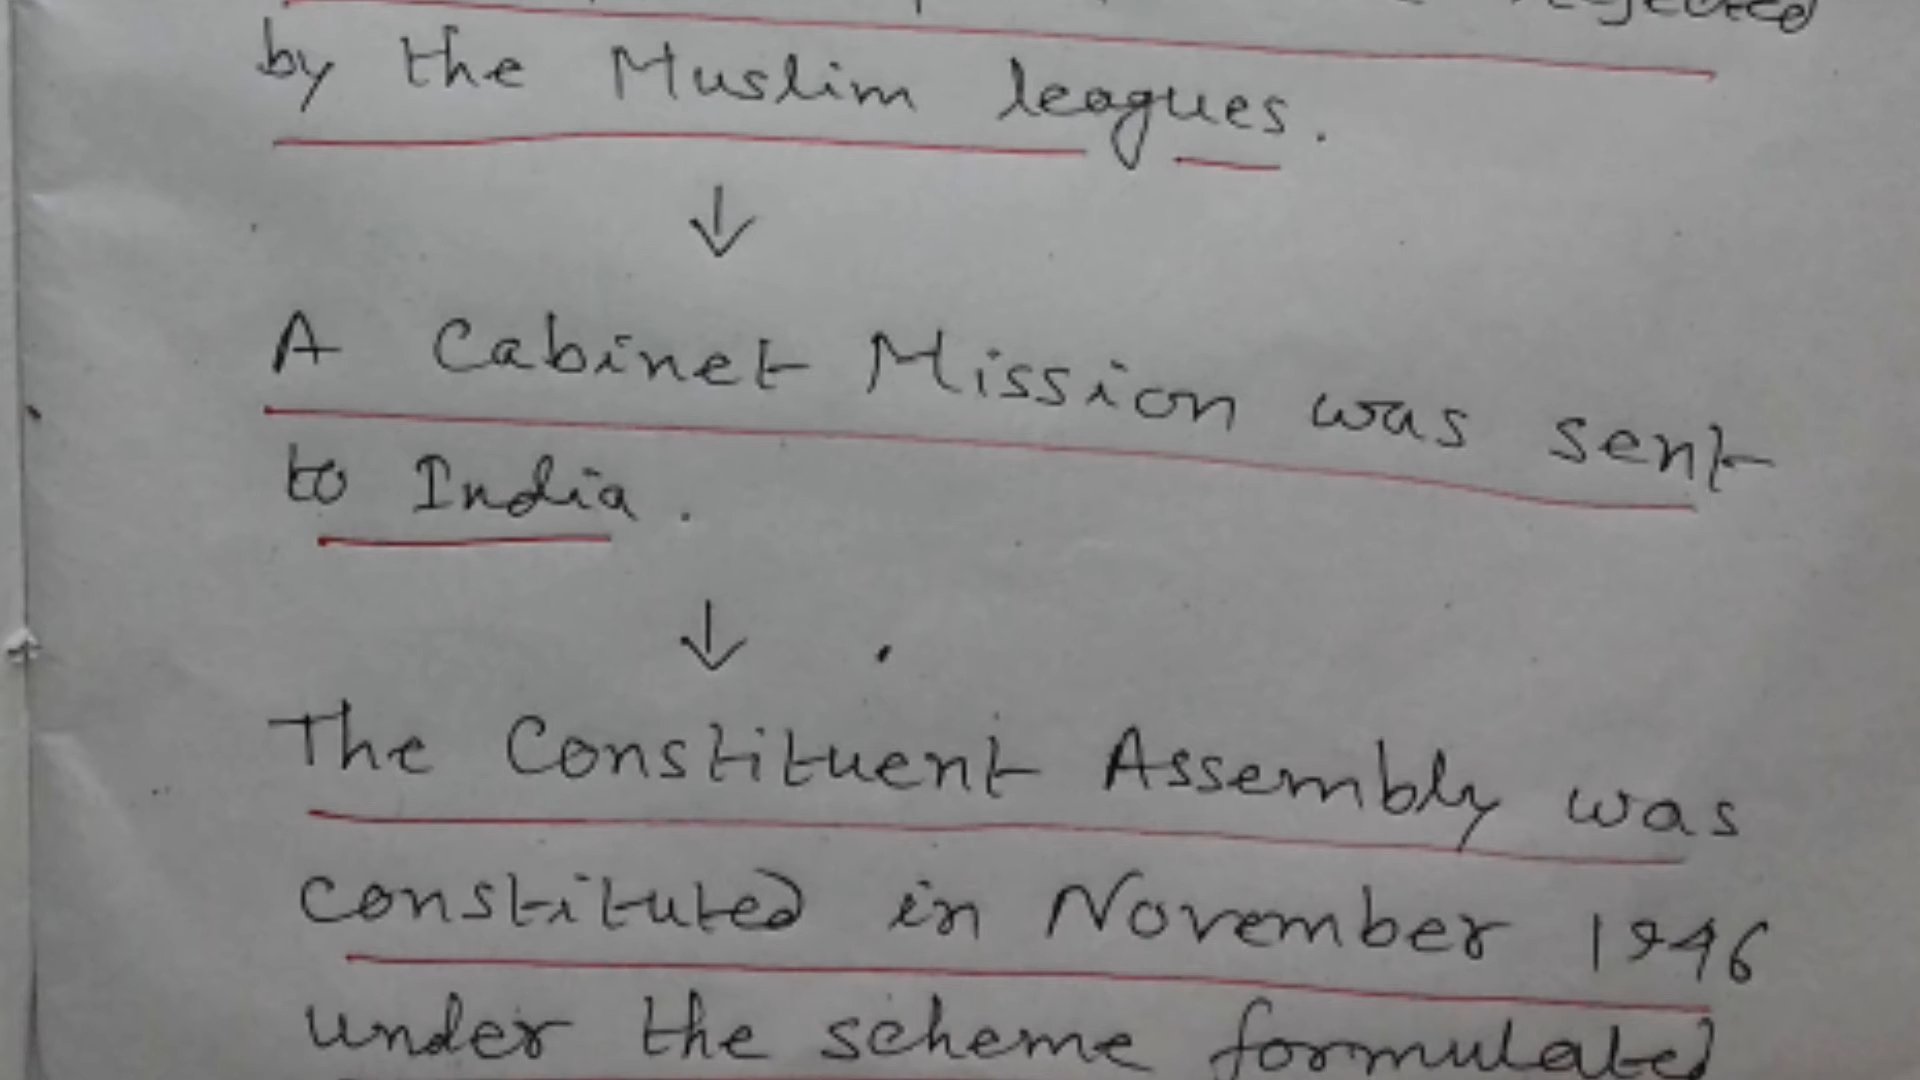 rejected
by the Muslim leagues.
↓
A Cabinet Mission was sent
to India.
↓
The Constituent Assembly was
constituted in November 1946
under the scheme formulated